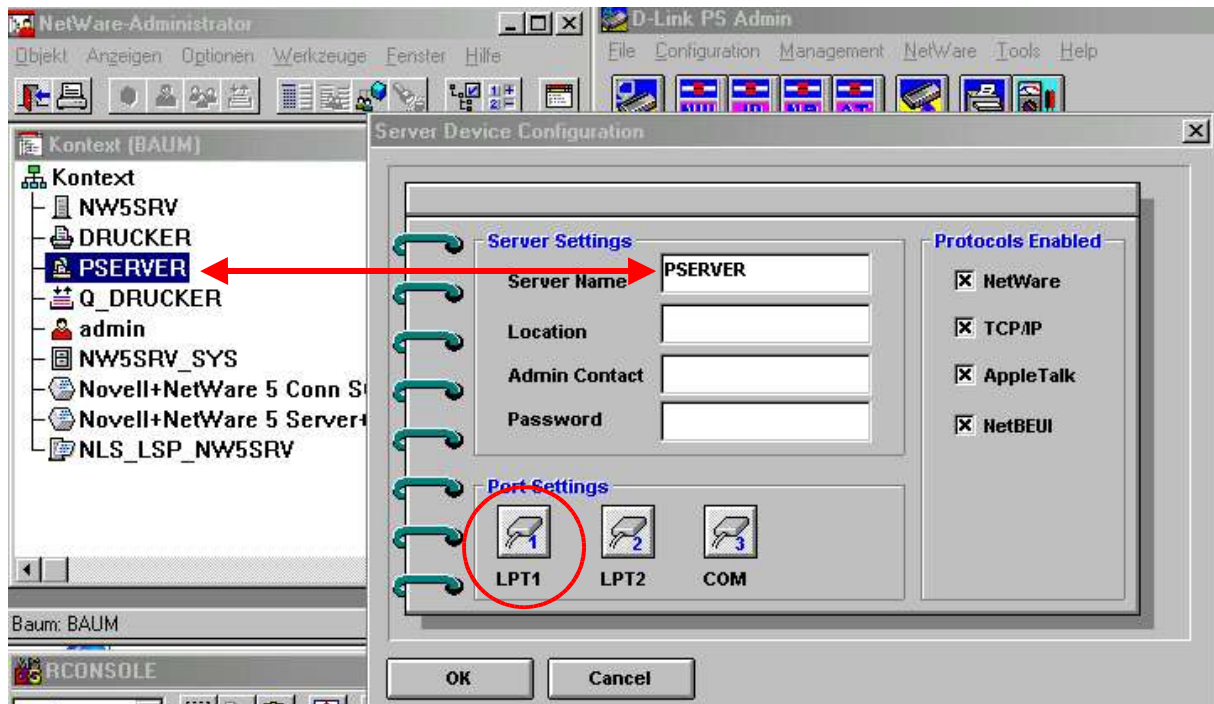 NetWare-Administrator
Objekt Anzeigen Optionen Werkzeuge Fenster Hilfe
D-Link PS Admin
File Configuration Management NetWare Tools Help
Kontext (BAUM)
Kontext
NW5SRV
DRUCKER
PSERVER
Q_DRUCKER
admin
NW5SRV_SYS
Novell+NetWare 5 Conn
Novell+NetWare 5 Server+
NLS_LSP_NW5SRV
Baum: BAUM
RCONSOLE
Server Device Configuration
Server Settings
Server Name PSERVER
Location
Admin Contact
Password
Protocols Enabled
NetWare
TCP/IP
AppleTalk
NetBEUI
Port Settings
1 2 3
LPT1 LPT2 COM
OK Cancel